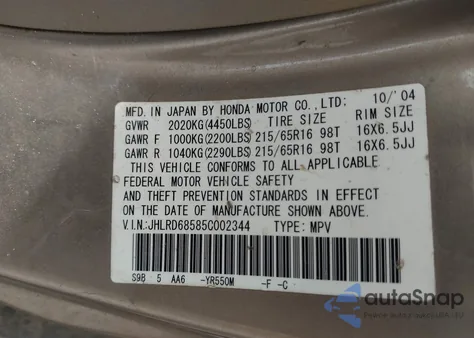 MFD. IN JAPAN BY HONDA MOTOR CO., LTD: 10/'04
GVWR 2020KG(4450LBS) TIRE SIZE RIM SIZE
GAWR F 1000KG(2200LBS) 215/65R16 98T 16X6.5JJ
GAWR R 1040KG(2290LBS) 215/65R16 98T 16X6.5JJ
THIS VEHICLE CONFORMS TO ALL APPLICABLE
FEDERAL MOTOR VEHICLE SAFETY
AND THEFT PREVENTION STANDARDS IN EFFECT
ON THE DATE OF MANUFACTURE SHOWN ABOVE.
V.I.N:JHLRD68585C002344 TYPE: MPV
S9B 5 AA6 -YR550M -F -C
autoSnap